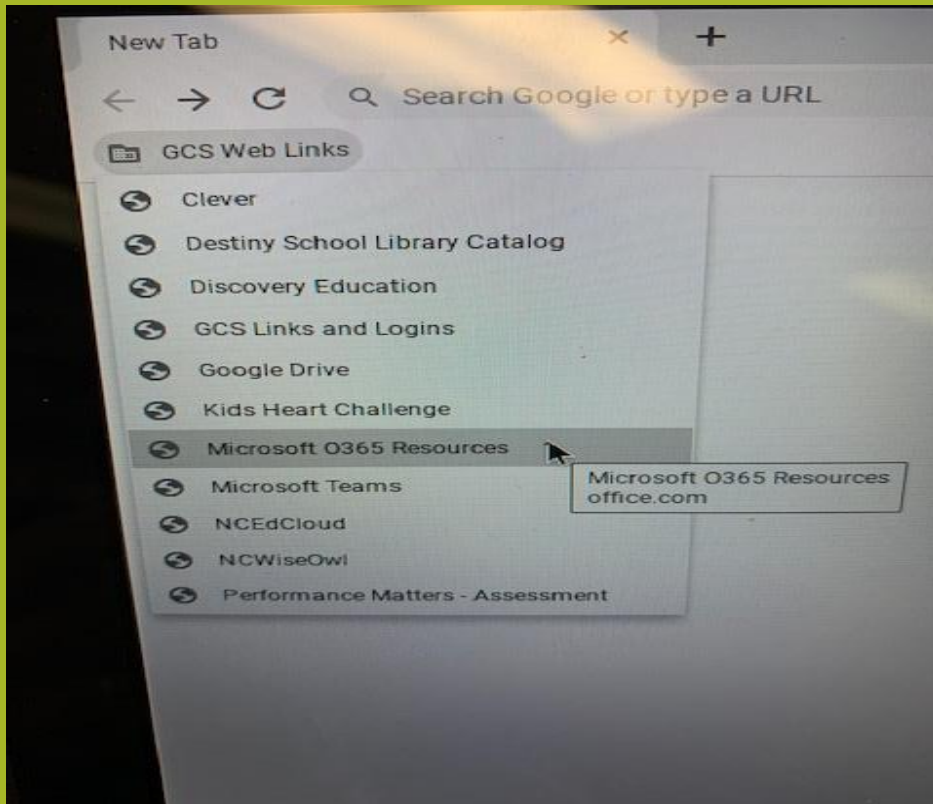 New Tab
Search Google or type a URL
GCS Web Links
Clever
Destiny School Library Catalog
Discovery Education
GCS Links and Logins
Google Drive
Kids Heart Challenge
Microsoft O365 Resources
Microsoft O365 Resources
office.com
Microsoft Teams
NCEdCloud
NCWiseOwl
Performance Matters - Assessment